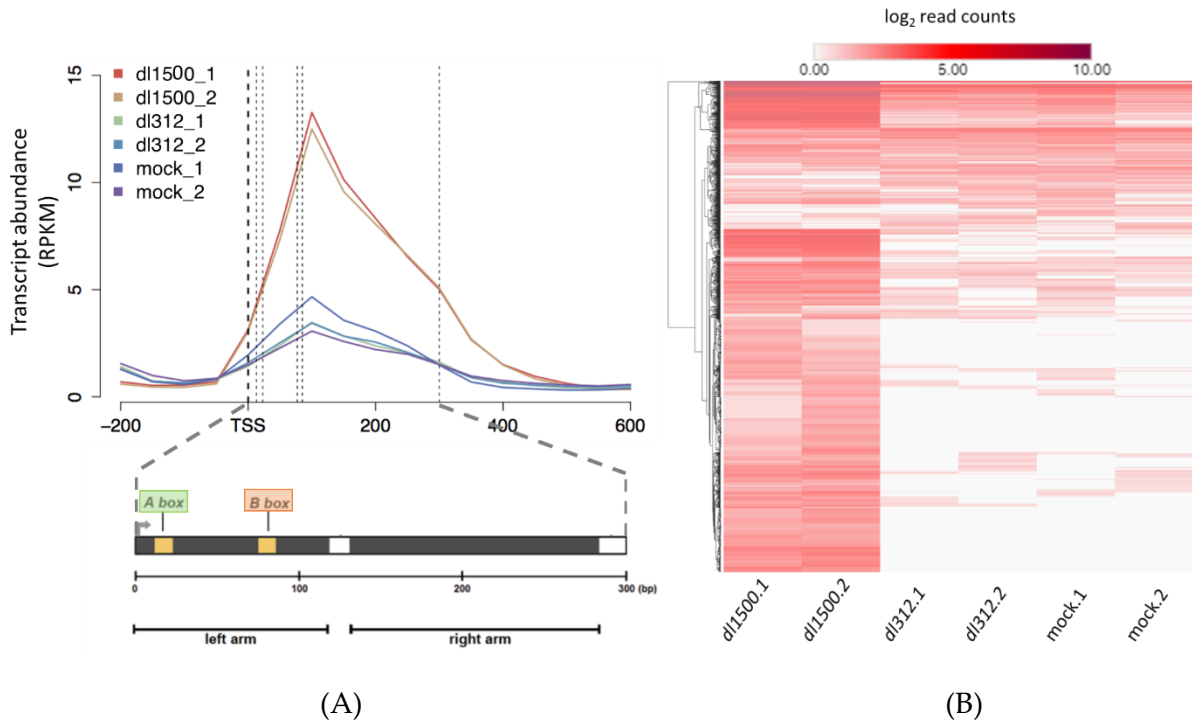 log₂ read counts
0.00
5.00
10.00
Transcript abundance
(RPKM)
15
10
5
0
dl1500_1
dl1500_2
dl312_1
dl312_2
mock_1
mock_2
−200
TSS
200
400
600
A box
B box
0
100
200
300 (bp)
left arm
right arm
dl1500.1
dl1500.2
dl312.1
dl312.2
mock.1
mock.2
(A)
(B)